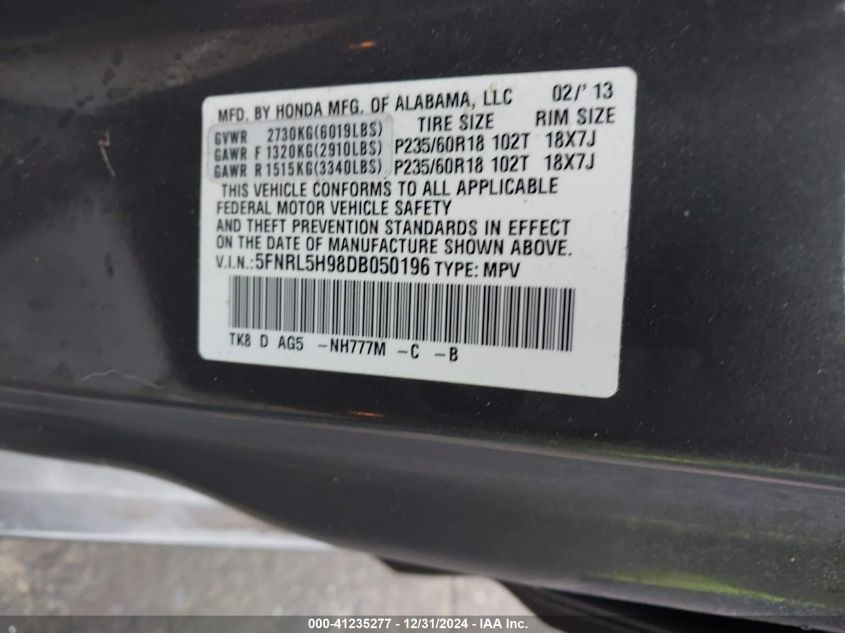 MFD. BY HONDA MFG. OF ALABAMA, LLC 02/'13
GVWR 2730KG(6019LBS) TIRE SIZE RIM SIZE
GAWR F 1320KG(2910LBS) P235/60R18 102T 18X7J
GAWR R 1515KG(3340LBS) P235/60R18 102T 18X7J
THIS VEHICLE CONFORMS TO ALL APPLICABLE
FEDERAL MOTOR VEHICLE SAFETY
AND THEFT PREVENTION STANDARDS IN EFFECT
ON THE DATE OF MANUFACTURE SHOWN ABOVE.
V.I.N.:5FNRL5H98DB050196 TYPE: MPV
TK8 D AG5 -NH777M -C -B
000-41235277 - 12/31/2024 - IAA Inc.